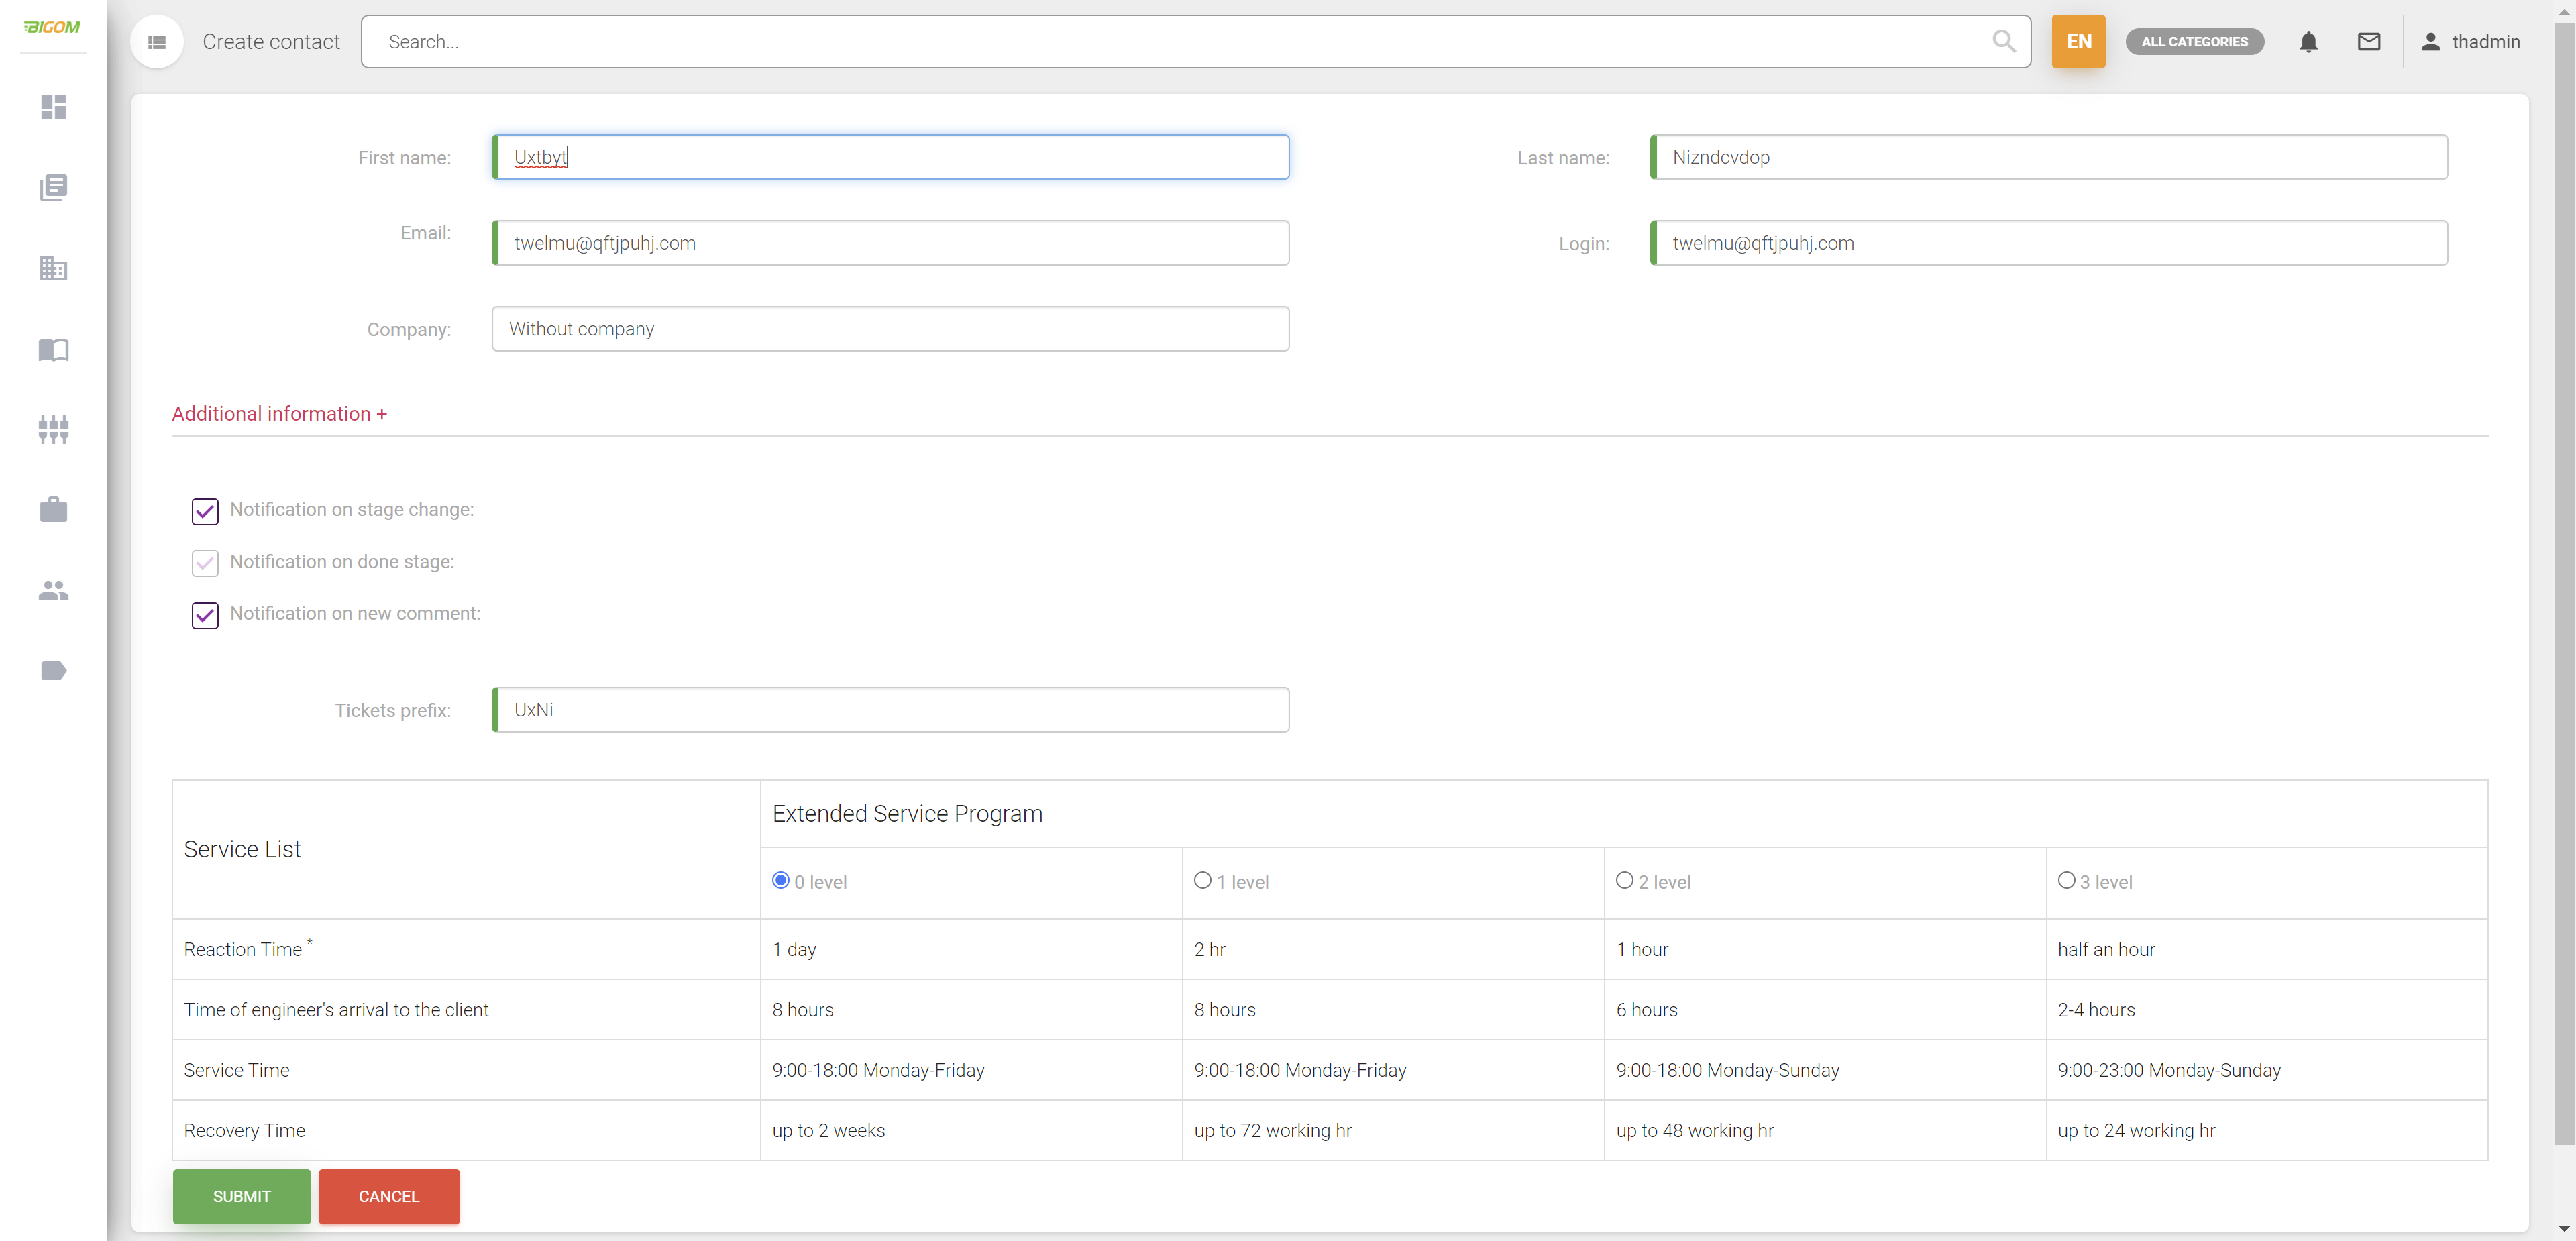 BIGOM
Create contact
Search...
EN
ALL CATEGORIES
thadmin
First name:
Uxtbyt
Last name:
Nizndcvdop
Email:
twelmu@qftjpuhj.com
Login:
twelmu@qftjpuhj.com
Company:
Without company
Additional information +
Notification on stage change:
Notification on done stage:
Notification on new comment:
Tickets prefix:
UxNi
Service List
Extended Service Program
0 level
1 level
2 level
3 level
Reaction Time *
1 day
2 hr
1 hour
half an hour
Time of engineer's arrival to the client
8 hours
8 hours
6 hours
2-4 hours
Service Time
9:00-18:00 Monday-Friday
9:00-18:00 Monday-Friday
9:00-18:00 Monday-Sunday
9:00-23:00 Monday-Sunday
Recovery Time
up to 2 weeks
up to 72 working hr
up to 48 working hr
up to 24 working hr
SUBMIT
CANCEL